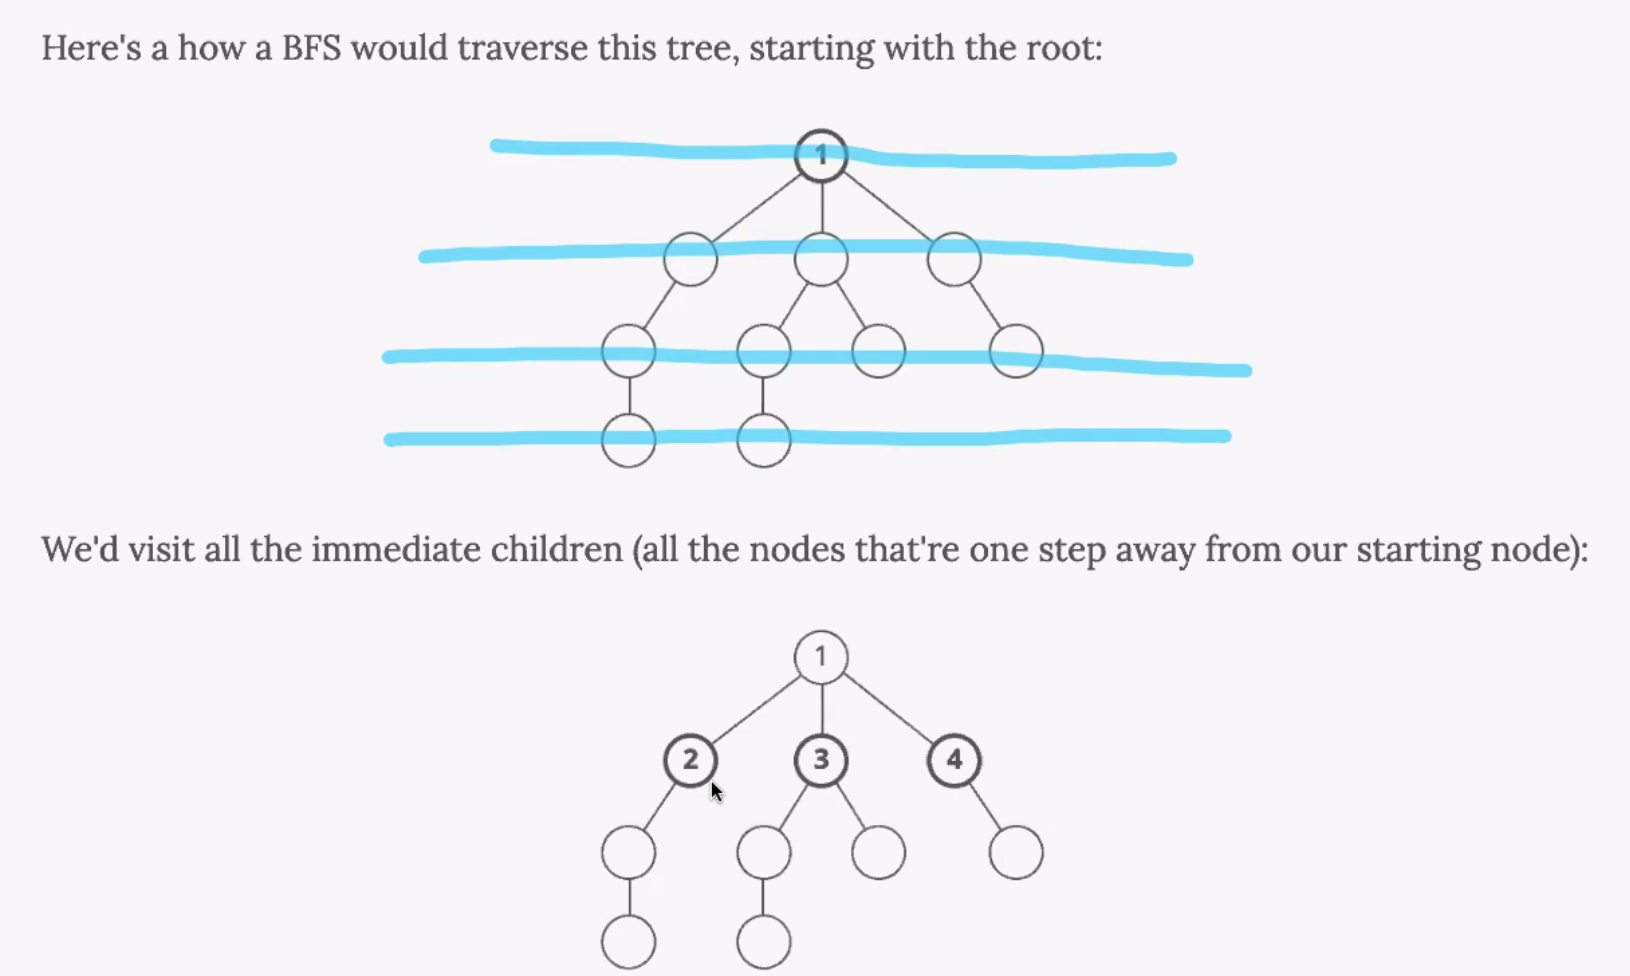 Here's a how a BFS would traverse this tree, starting with the root:
1
We'd visit all the immediate children (all the nodes that're one step away from our starting node):
1
2 3 4